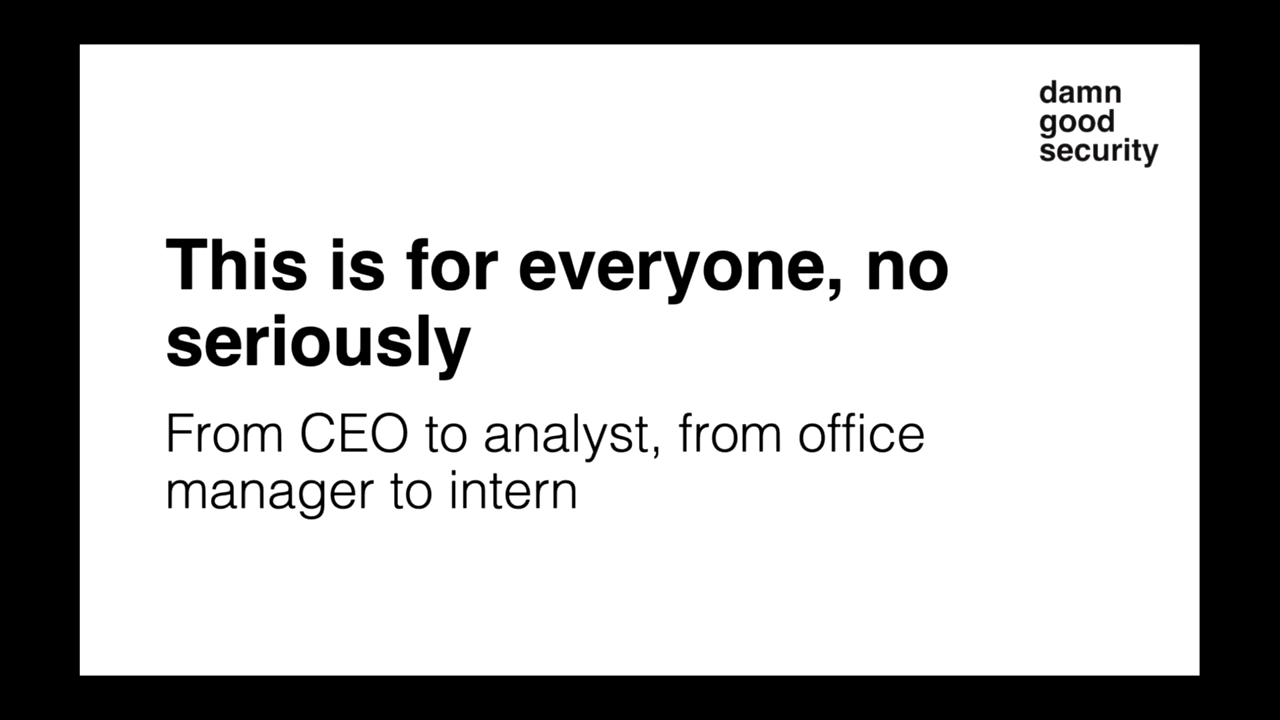 damn
good
security
This is for everyone, no
seriously
From CEO to analyst, from office
manager to intern